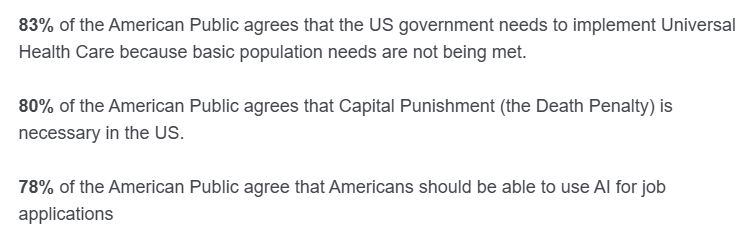 83% of the American Public agrees that the US government needs to implement Universal
Health Care because basic population needs are not being met.
80% of the American Public agrees that Capital Punishment (the Death Penalty) is
necessary in the US.
78% of the American Public agree that Americans should be able to use AI for job
applications